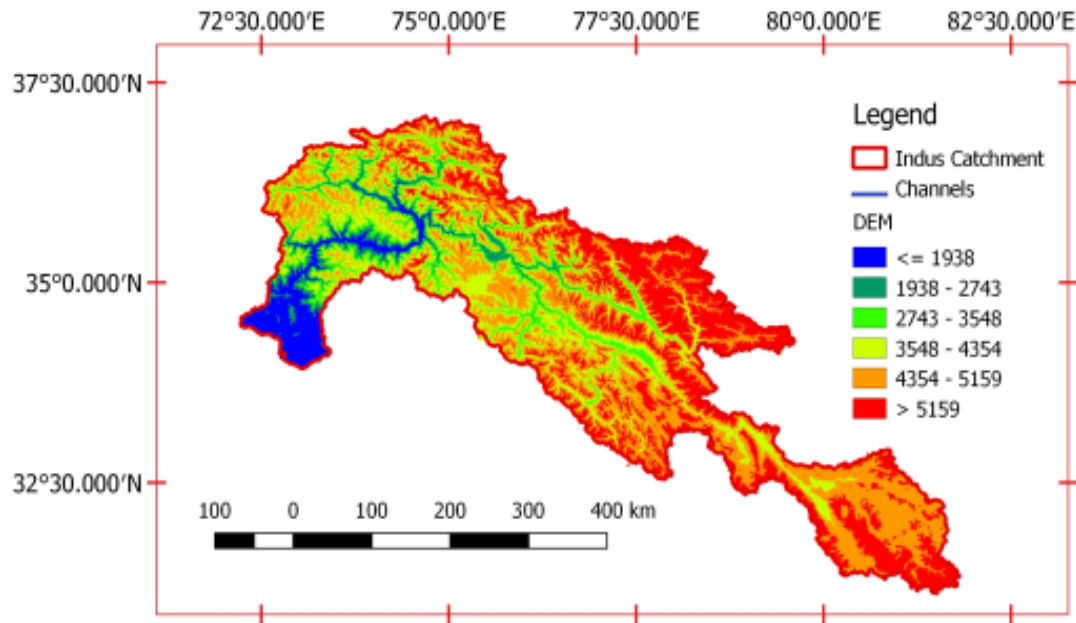 72°30.000'N 75°0.000'N 77°30.000'N 80°0.000'N 82°30.000'N
37°30.000'N
35°0.000'N
32°30.000'N
Legend
Indus Catchment
Channels
DEM
<= 1938
1938 - 2743
2743 - 3548
3548 - 4354
4354 - 5159
> 5159
100 0 100 200 300 400 km